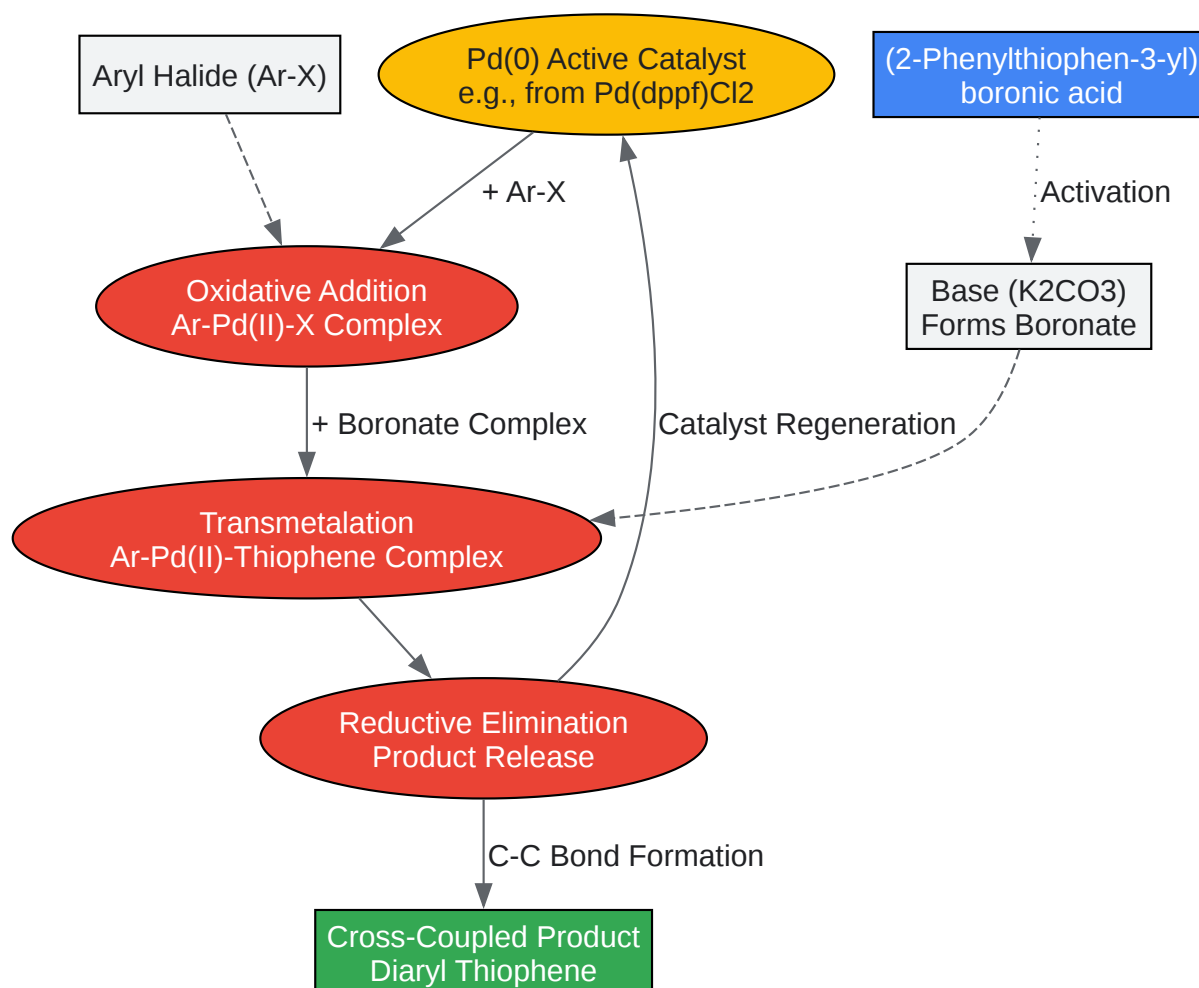 Aryl Halide (Ar-X)
Pd(0) Active Catalyst
e.g., from Pd(dppf)Cl2
(2-Phenylthiophen-3-yl)
boronic acid
+ Ar-X
Activation
Oxidative Addition
Ar-Pd(II)-X Complex
Base (K2CO3)
Forms Boronate
+ Boronate Complex
Catalyst Regeneration
Transmetalation
Ar-Pd(II)-Thiophene Complex
Reductive Elimination
Product Release
C-C Bond Formation
Cross-Coupled Product
Diaryl Thiophene